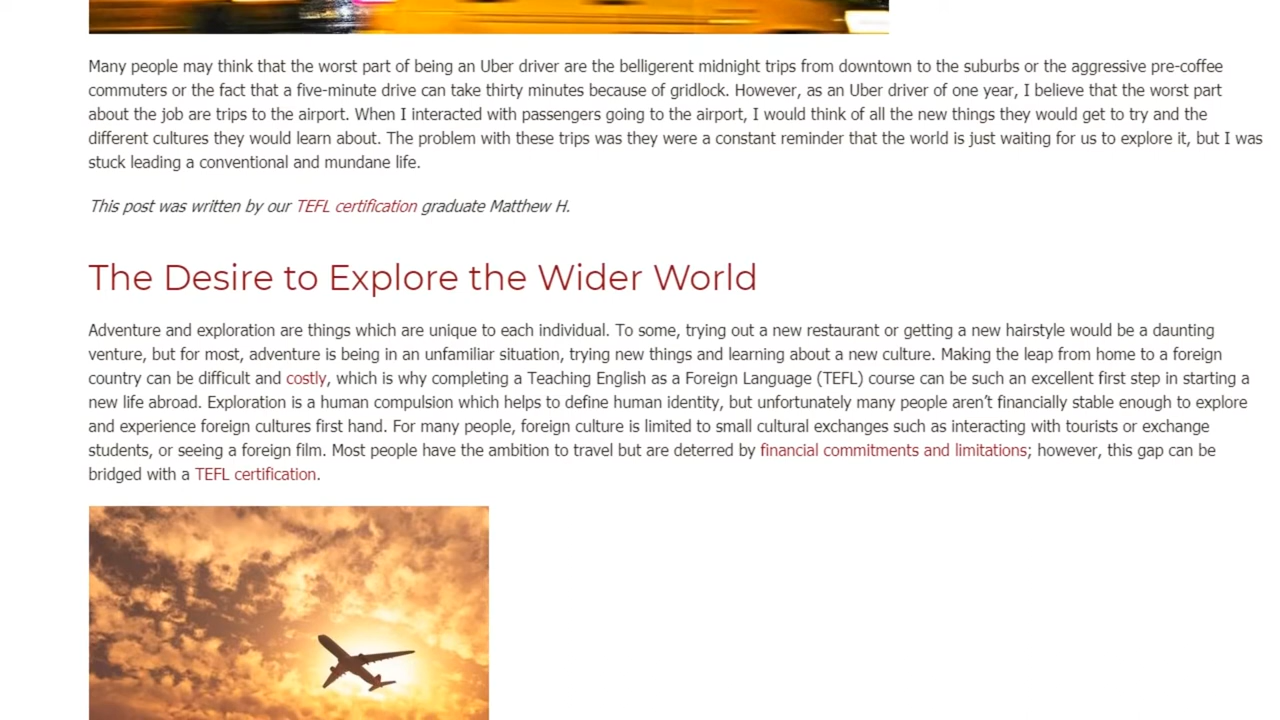 Many people may think that the worst part of being an Uber driver are the belligerent midnight trips from downtown to the suburbs or the aggressive pre-coffee
commuters or the fact that a five-minute drive can take thirty minutes because of gridlock. However, as an Uber driver of one year, I believe that the worst part
about the job are trips to the airport. When I interacted with passengers going to the airport, I would think of all the new things they would get to try and the
different cultures they would learn about. The problem with these trips was they were a constant reminder that the world is just waiting for us to explore it, but I was
stuck leading a conventional and mundane life.
This post was written by our TEFL certification graduate Matthew H.
The Desire to Explore the Wider World
Adventure and exploration are things which are unique to each individual. To some, trying out a new restaurant or getting a new hairstyle would be a daunting
venture, but for most, adventure is being in an unfamiliar situation, trying new things and learning about a new culture. Making the leap from home to a foreign
country can be difficult and costly, which is why completing a Teaching English as a Foreign Language (TEFL) course can be such an excellent first step in starting a
new life abroad. Exploration is a human compulsion which helps to define human identity, but unfortunately many people aren't financially stable enough to explore
and experience foreign cultures first hand. For many people, foreign culture is limited to small cultural exchanges such as interacting with tourists or exchange
students, or seeing a foreign film. Most people have the ambition to travel but are deterred by financial commitments and limitations; however, this gap can be
bridged with a TEFL certification.